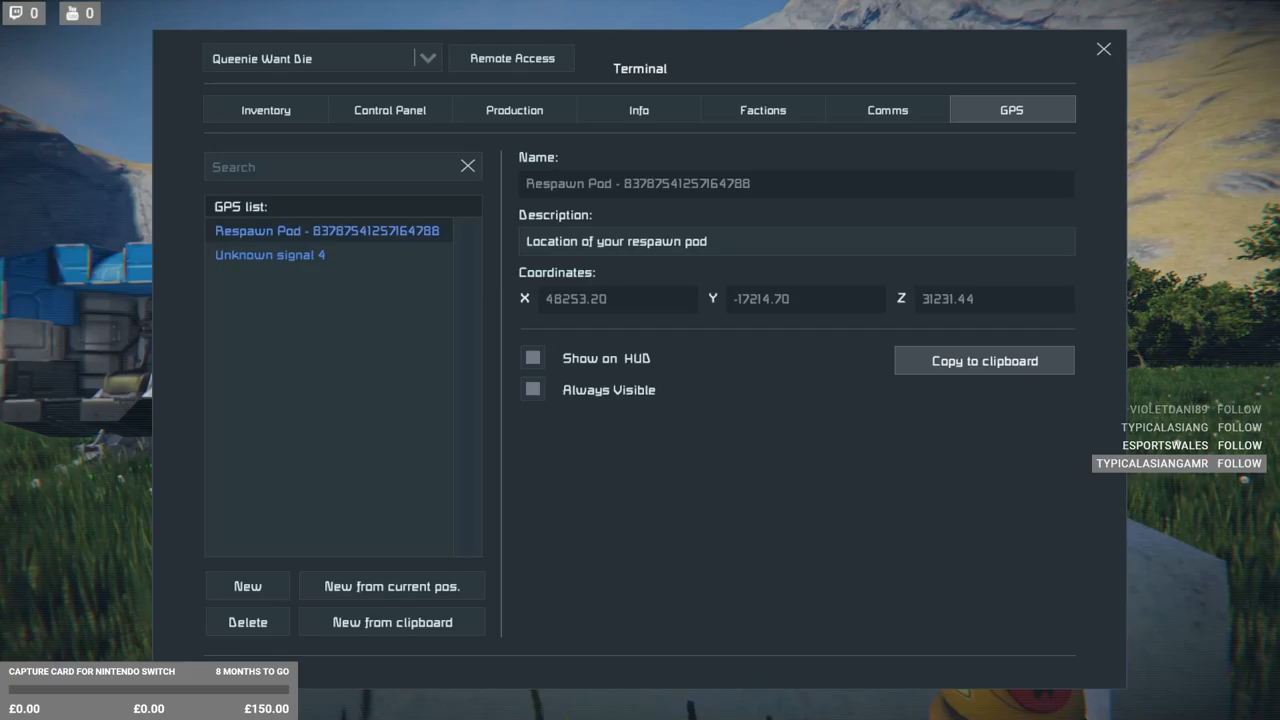 0 0
Queenie Want Die
Remote Access
Terminal
Inventory Control Panel Production Info Factions Comms GPS
Search
GPS list:
Respawn Pod - 83787541257164788
Unknown signal 4
New New from current pos.
Delete New from clipboard
Name:
Respawn Pod - 83787541257164788
Description:
Location of your respawn pod
Coordinates:
X 48253.20 Y -17214.70 Z 31231.44
Show on HUD
Copy to clipboard
Always Visible
VIOLETDANI89 FOLLOW
TYPICALASIANG FOLLOW
ESPORTSWALES FOLLOW
TYPICALASIANGAMR FOLLOW
CAPTURE CARD FOR NINTENDO SWITCH 8 MONTHS TO GO
£0.00 £0.00 £150.00